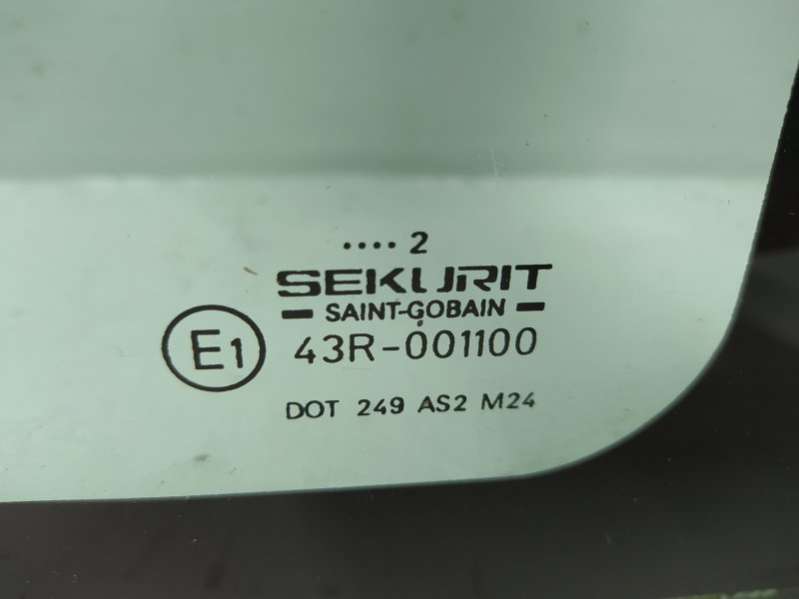 .... 2
SEKURIT
SAINT-GOBAIN
E1 43R-001100
DOT 249 AS2 M24